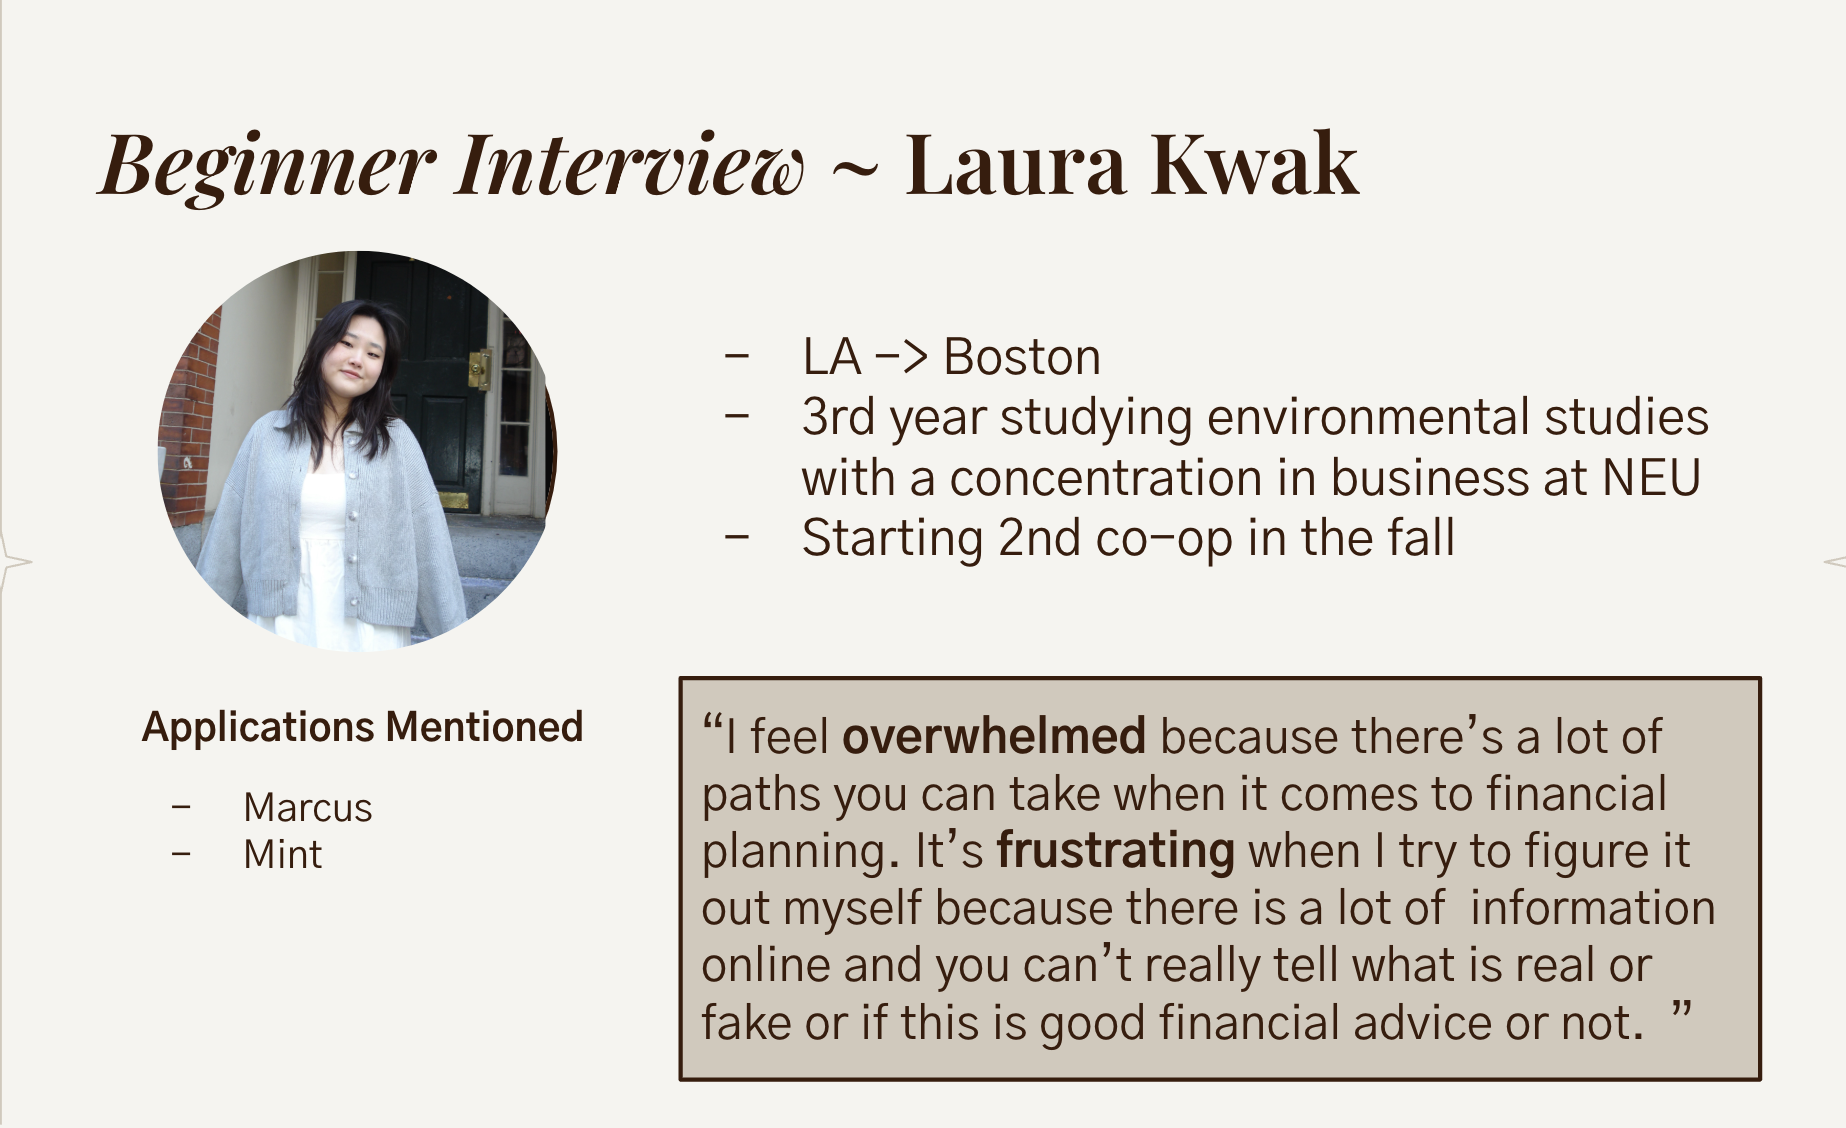 Beginner Interview ~ Laura Kwak
- LA -> Boston
- 3rd year studying environmental studies
with a concentration in business at NEU
- Starting 2nd co-op in the fall
Applications Mentioned
- Marcus
- Mint
“I feel overwhelmed because there’s a lot of
paths you can take when it comes to financial
planning. It’s frustrating when I try to figure it
out myself because there is a lot of  information
online and you can’t really tell what is real or
fake or if this is good financial advice or not.  ”